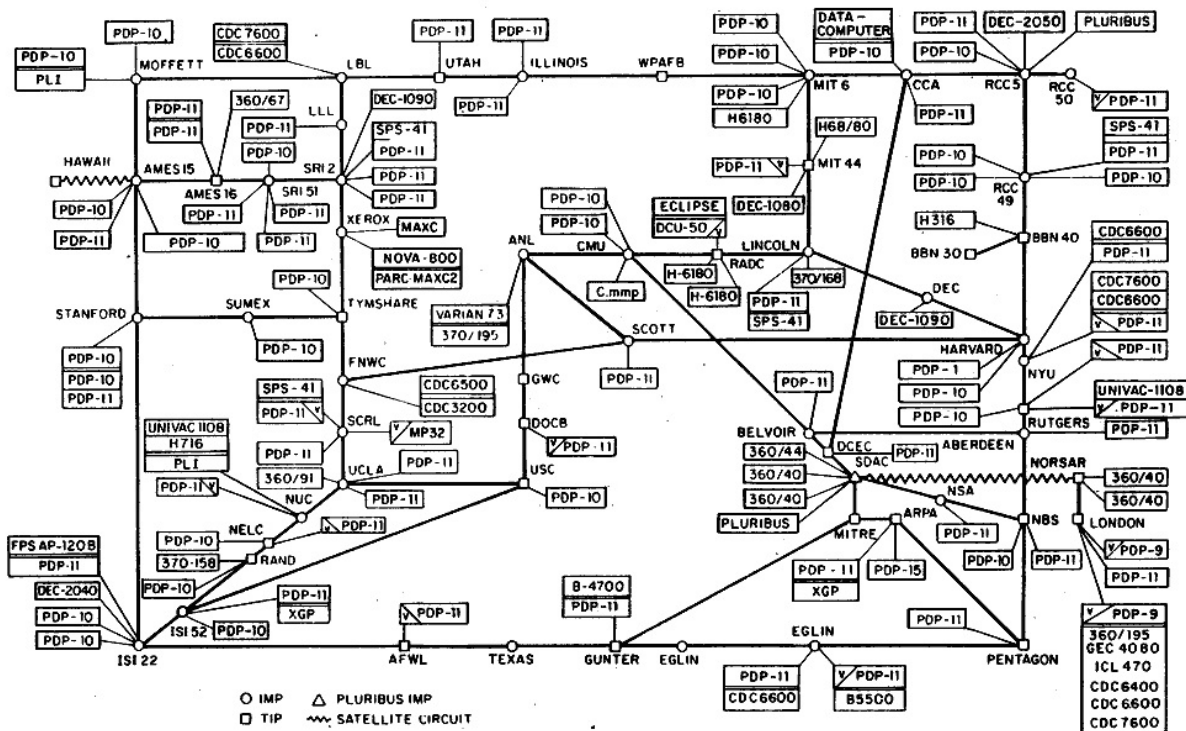 PDP-10
PDP-10
PLI
MOFFETT
CDC 7600
CDC 6600
LBL
PDP-11
UTAH
PDP-11
ILLINOIS
PDP-11
WPAFB
PDP-10
PDP-10
PDP-10
H6180
MIT 6
DATA-
COMPUTER
PDP-10
CCA
PDP-11
PDP-11
PDP-10
DEC-2050
PLURIBUS
RCC 5
RCC
50
PDP-11
LLL
PDP-11
360/67
PDP-11
PDP-11
HAWAII
AMES 15
AMES 16
PDP-10
PDP-10
PDP-11
PDP-10
SRI 51
PDP-11
PDP-11
SRI 2
DEC-1090
SPS-41
PDP-11
PDP-11
PDP-11
H68/80
PDP-11
MIT 44
DEC-1080
PDP-10
PDP-10
SPS-41
PDP-11
PDP-10
RCC
49
XEROX
MAXC
NOVA-800
PARC-MAXC2
ANL
PDP-10
PDP-10
CMU
C.mmp
ECLIPSE
DCU-50
RADC
H-6180
H-6180
LINCOLN
370/168
PDP-11
SPS-41
H316
BBN 40
BBN 30
CDC6600
PDP-11
CDC7600
CDC6600
PDP-11
PDP-11
DEC
DEC-1090
STANFORD
SUMEX
PDP-10
PDP-10
TYMSHARE
PDP-10
PDP-10
PDP-11
VARIAN 73
370/195
SCOTT
PDP-11
HARVARD
PDP-1
PDP-10
PDP-10
NYU
FNWC
CDC6500
CDC3200
GWC
UNIVAC-1108
PDP-11
RUTGERS
PDP-11
SPS-41
PDP-11
SCRL
MP32
PDP-11
DOCB
PDP-11
PDP-11
BELVOIR
ABERDEEN
DCEC
PDP-11
SDAC
UNIVAC 1108
H716
PLI
PDP-11
NUC
360/91
UCLA
PDP-11
PDP-11
USC
PDP-10
360/44
360/40
360/40
PLURIBUS
NORSAR
360/40
360/40
NSA
PDP-11
MITRE
ARPA
PDP-11
XGP
PDP-15
NBS
PDP-10
PDP-11
LONDON
PDP-9
PDP-11
PDP-9
360/195
GEC 4080
ICL 470
CDC6400
CDC6600
CDC7600
NELC
PDP-10
PDP-11
370-158
RAND
PDP-10
PDP-11
XGP
PDP-10
ISI 52
FPS AP-120B
PDP-11
DEC-2040
PDP-10
PDP-10
ISI 22
PDP-11
AFWL
TEXAS
B-4700
PDP-11
GUNTER
EGLIN
EGLIN
PDP-11
CDC6600
PDP-11
B5500
PDP-11
PENTAGON
IMP
PLURIBUS IMP
TIP
SATELLITE CIRCUIT